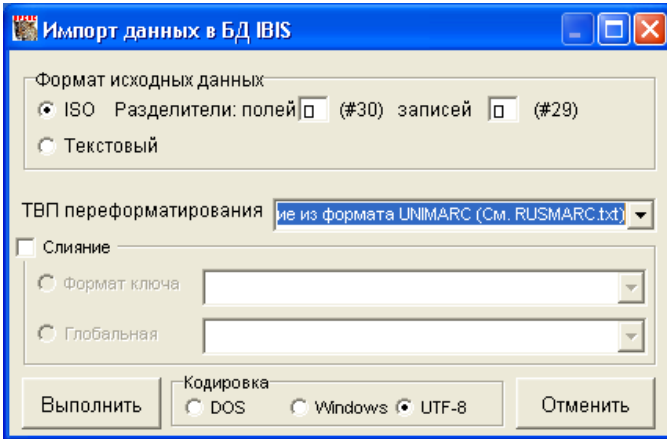 Импорт данных в БД IBIS
Формат исходных данных
ISO Разделители: полей (#30) записей (#29)
Текстовый
ТВП переформатирования ие из формата UNIMARC (См. RUSMARC.txt)
Слияние
Формат ключа
Глобальная
Выполнить
Кодировка
DOS Windows UTF-8
Отменить